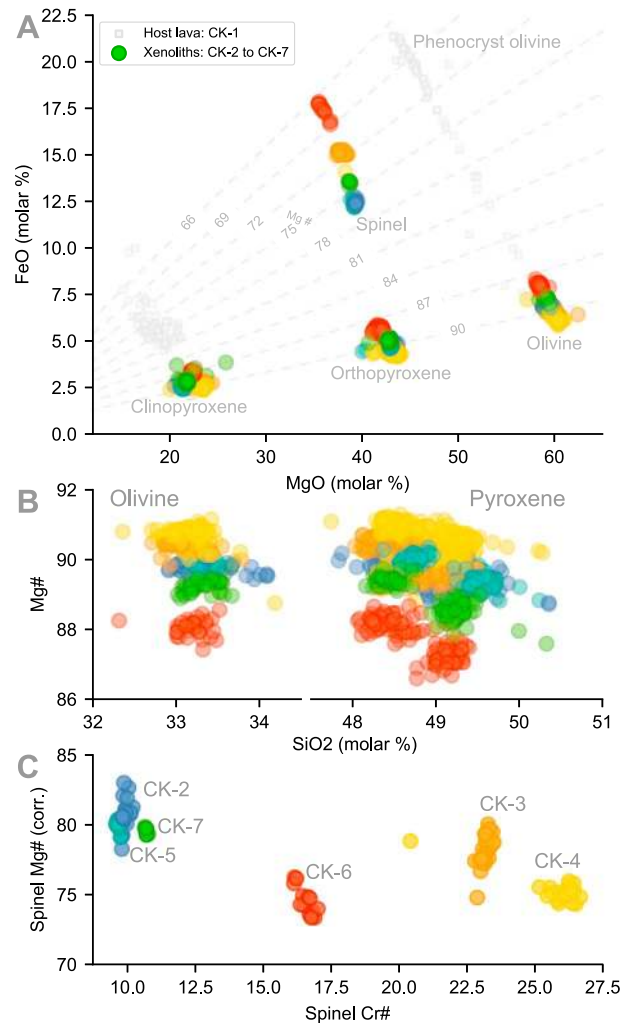 A
Host lava: CK-1
Xenoliths: CK-2 to CK-7
Phenocryst olivine
22.5
20.0
17.5
15.0
12.5
10.0
7.5
5.0
2.5
0.0
FeO (molar %)
66
69
72
Mg #
75
78
81
84
87
90
Spinel
Olivine
Orthopyroxene
Clinopyroxene
20
30
40
50
60
MgO (molar %)
B
Olivine
Pyroxene
92
90
88
86
Mg#
32
33
34
48
49
50
51
SiO2 (molar %)
C
85
80
75
70
Spinel Mg# (corr.)
CK-2
CK-7
CK-5
CK-6
CK-3
CK-4
10.0
12.5
15.0
17.5
20.0
22.5
25.0
27.5
Spinel Cr#